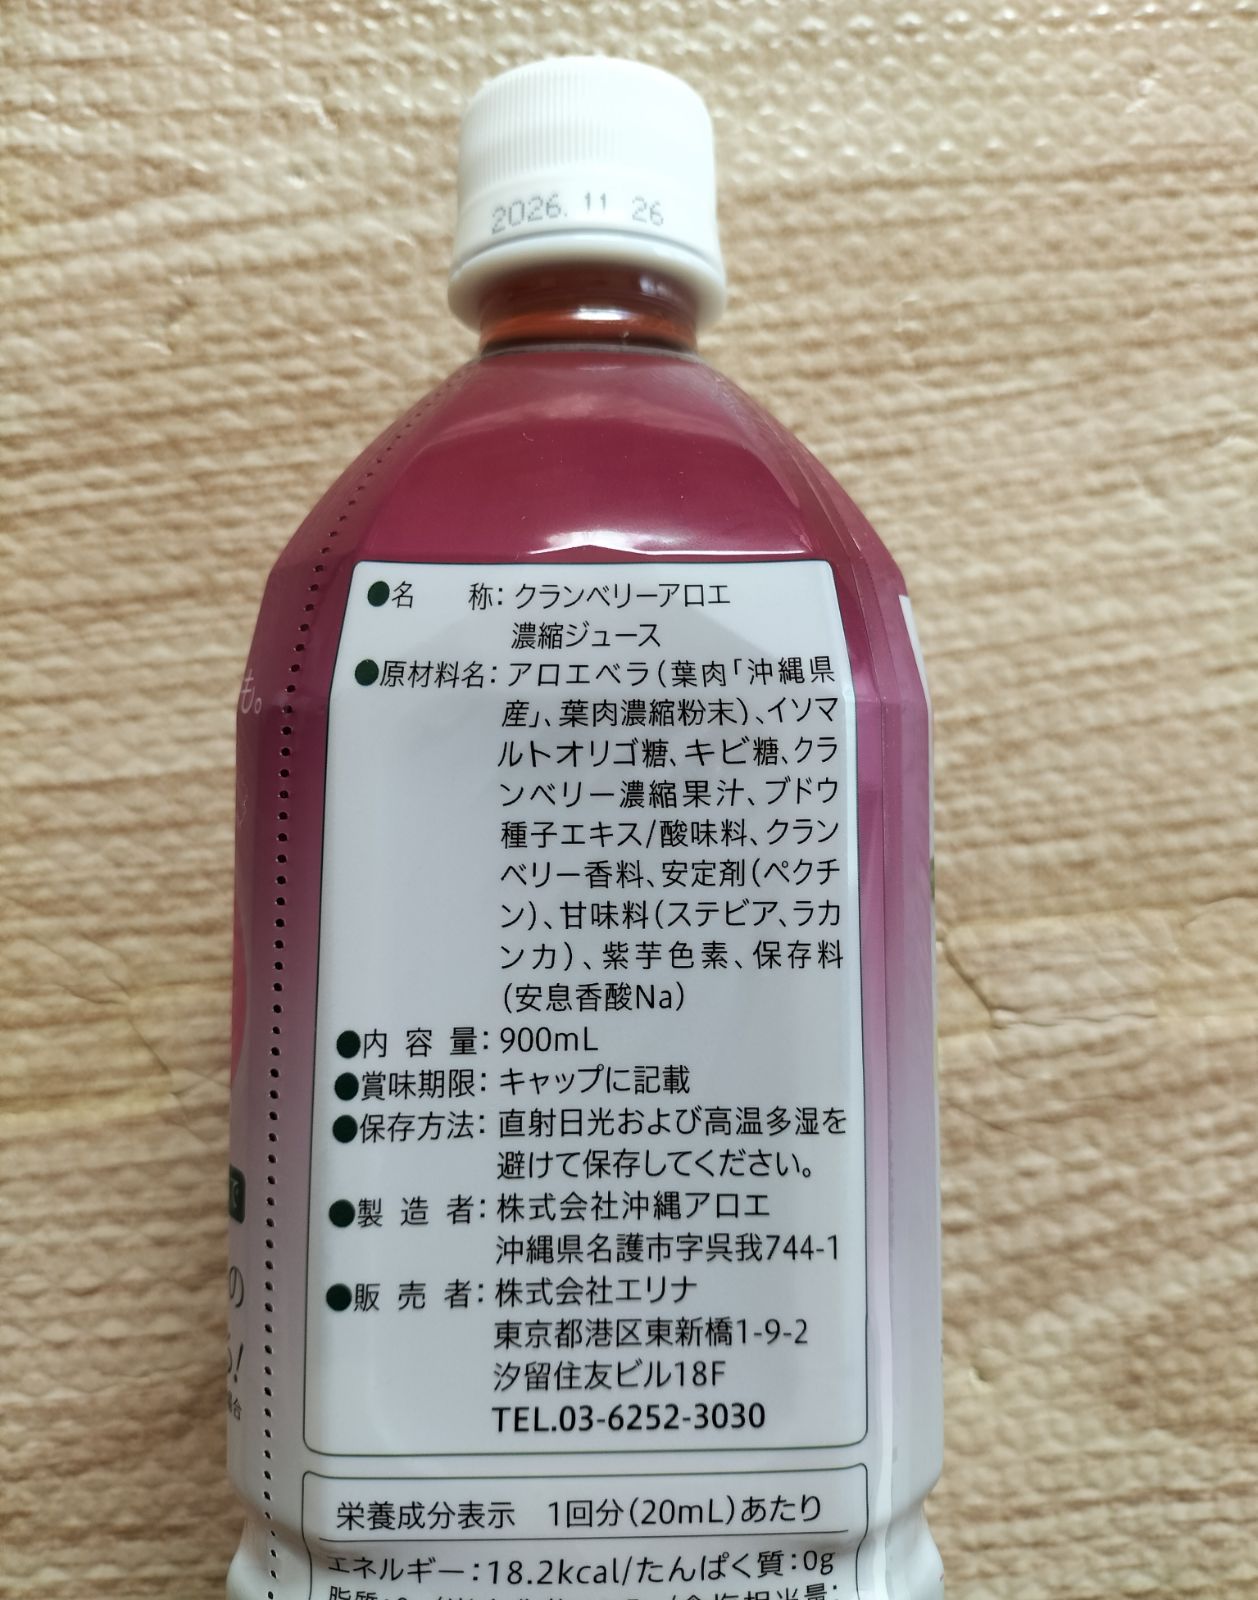 2026. 11 26
も。
●名　称：クランベリーアロエ
濃縮ジュース
●原材料名：アロエベラ（葉肉「沖縄県
産」、葉肉濃縮粉末）、イソマ
ルトオリゴ糖、キビ糖、クラ
ンベリー濃縮果汁、ブドウ
種子エキス/酸味料、クラン
ベリー香料、安定剤（ペクチ
ン）、甘味料（ステビア、ラカ
ンカ）、紫芋色素、保存料
（安息香酸Na）
●内 容 量：900mL
●賞味期限：キャップに記載
●保存方法：直射日光および高温多湿を
避けて保存してください。
●製 造 者：株式会社沖縄アロエ
沖縄県名護市字呉我744-1
●販 売 者：株式会社エリナ
東京都港区東新橋1-9-2
汐留住友ビル18F
TEL.03-6252-3030
で
の
!
栄養成分表示　1回分（20mL）あたり
エネルギー：18.2kcal/たんぱく質：0g